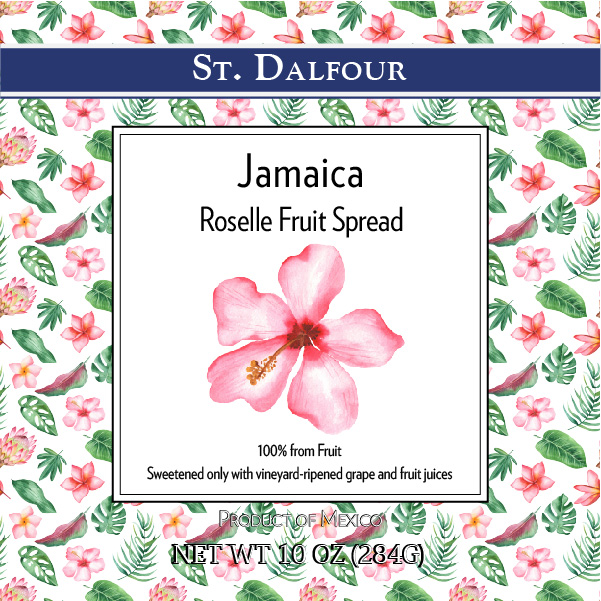 St. Dalfour
Jamaica
Roselle Fruit Spread
100% from Fruit
Sweetened only with vineyard-ripened grape and fruit juices
Product of Mexico
NET WT 10 OZ (284G)